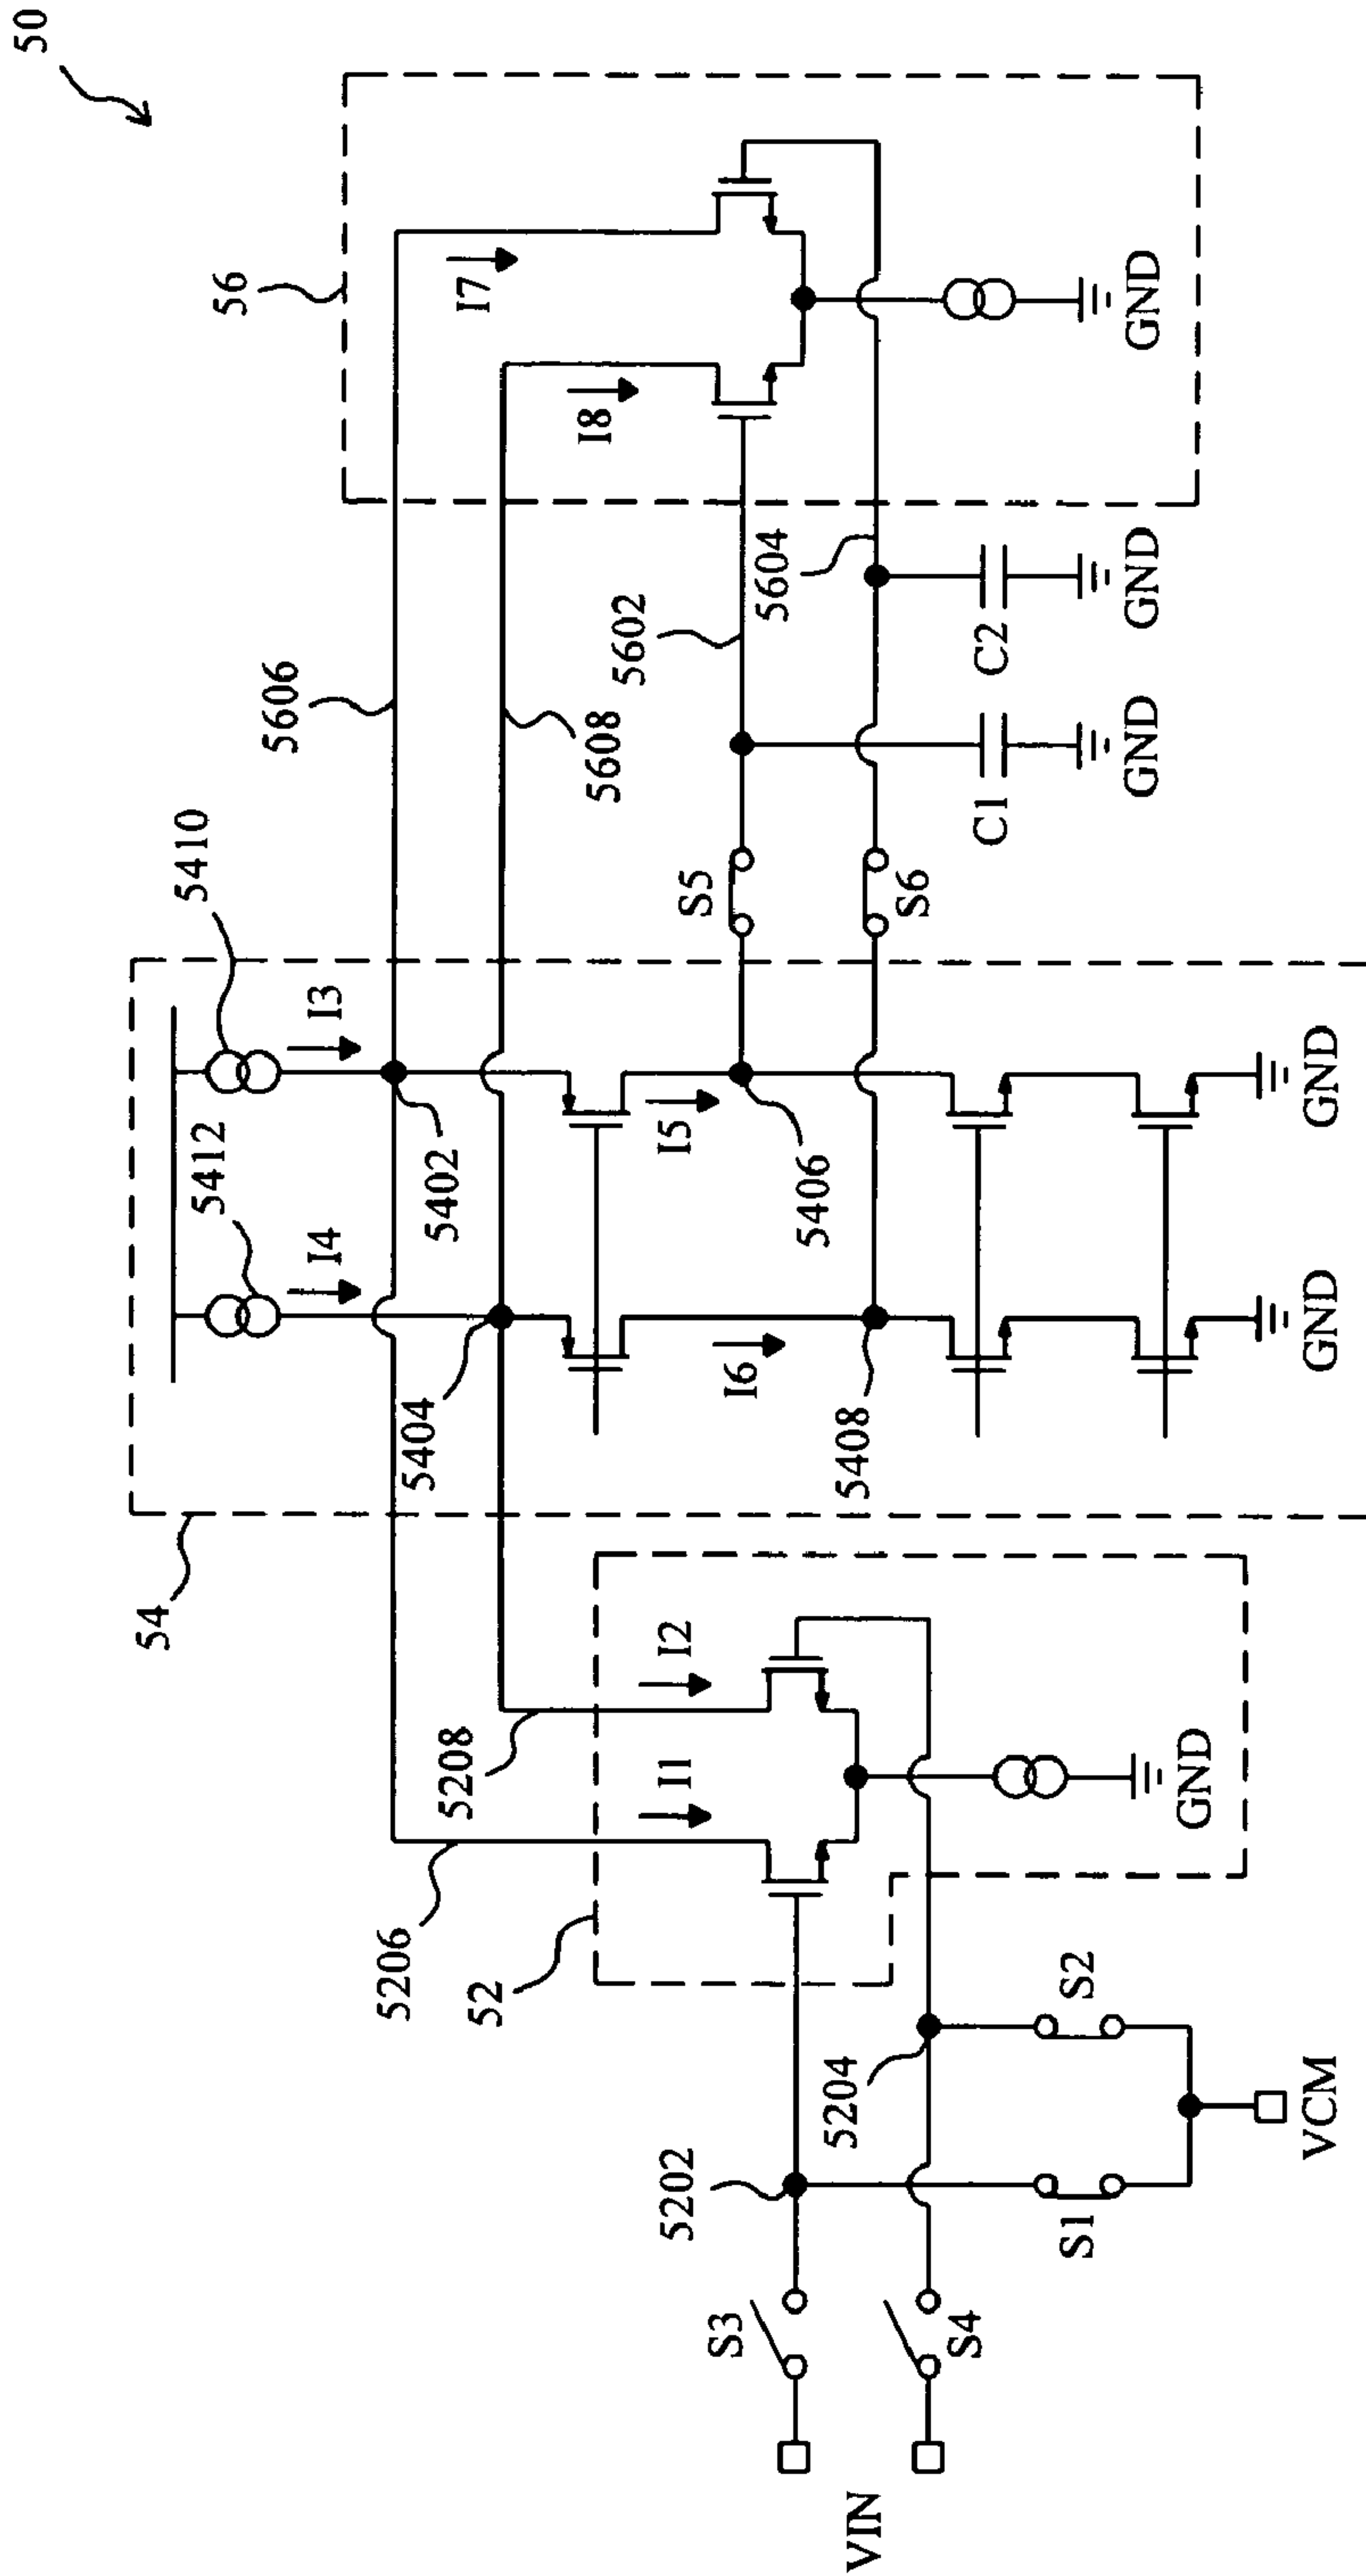 50
56
I7
I8
GND
5606
5608
5602
5604
C2
GND
C1
GND
S5
S6
5410
I3
5412
I4
5402
I5
5406
5404
I6
5408
GND
GND
54
I2
I1
5208
5206
52
GND
S2
5204
5202
S1
VCM
S3
S4
VIN